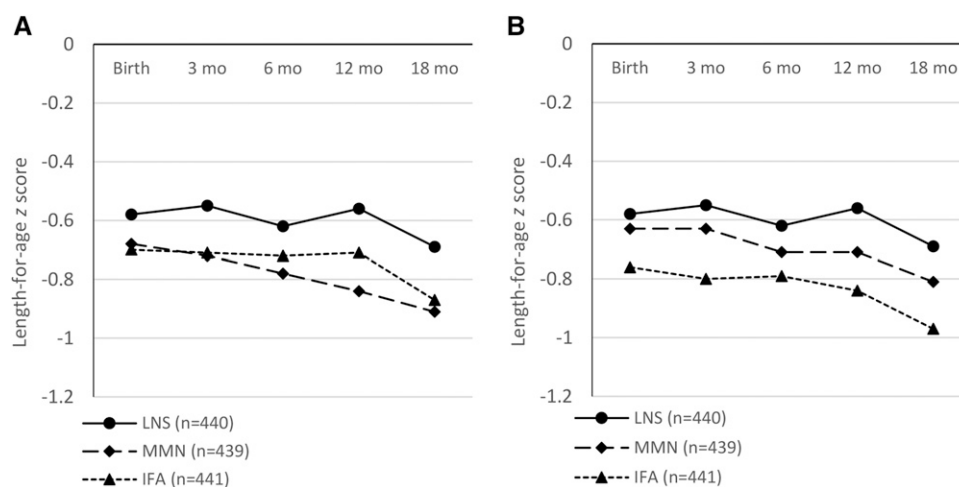 A
0
Birth 3 mo 6 mo 12 mo 18 mo
-0.2
-0.4
-0.6
-0.8
-1
-1.2
Length-for-age z score
LNS (n=440)
MMN (n=439)
IFA (n=441)
B
0
Birth 3 mo 6 mo 12 mo 18 mo
-0.2
-0.4
-0.6
-0.8
-1
-1.2
Length-for-age z score
LNS (n=440)
MMN (n=439)
IFA (n=441)